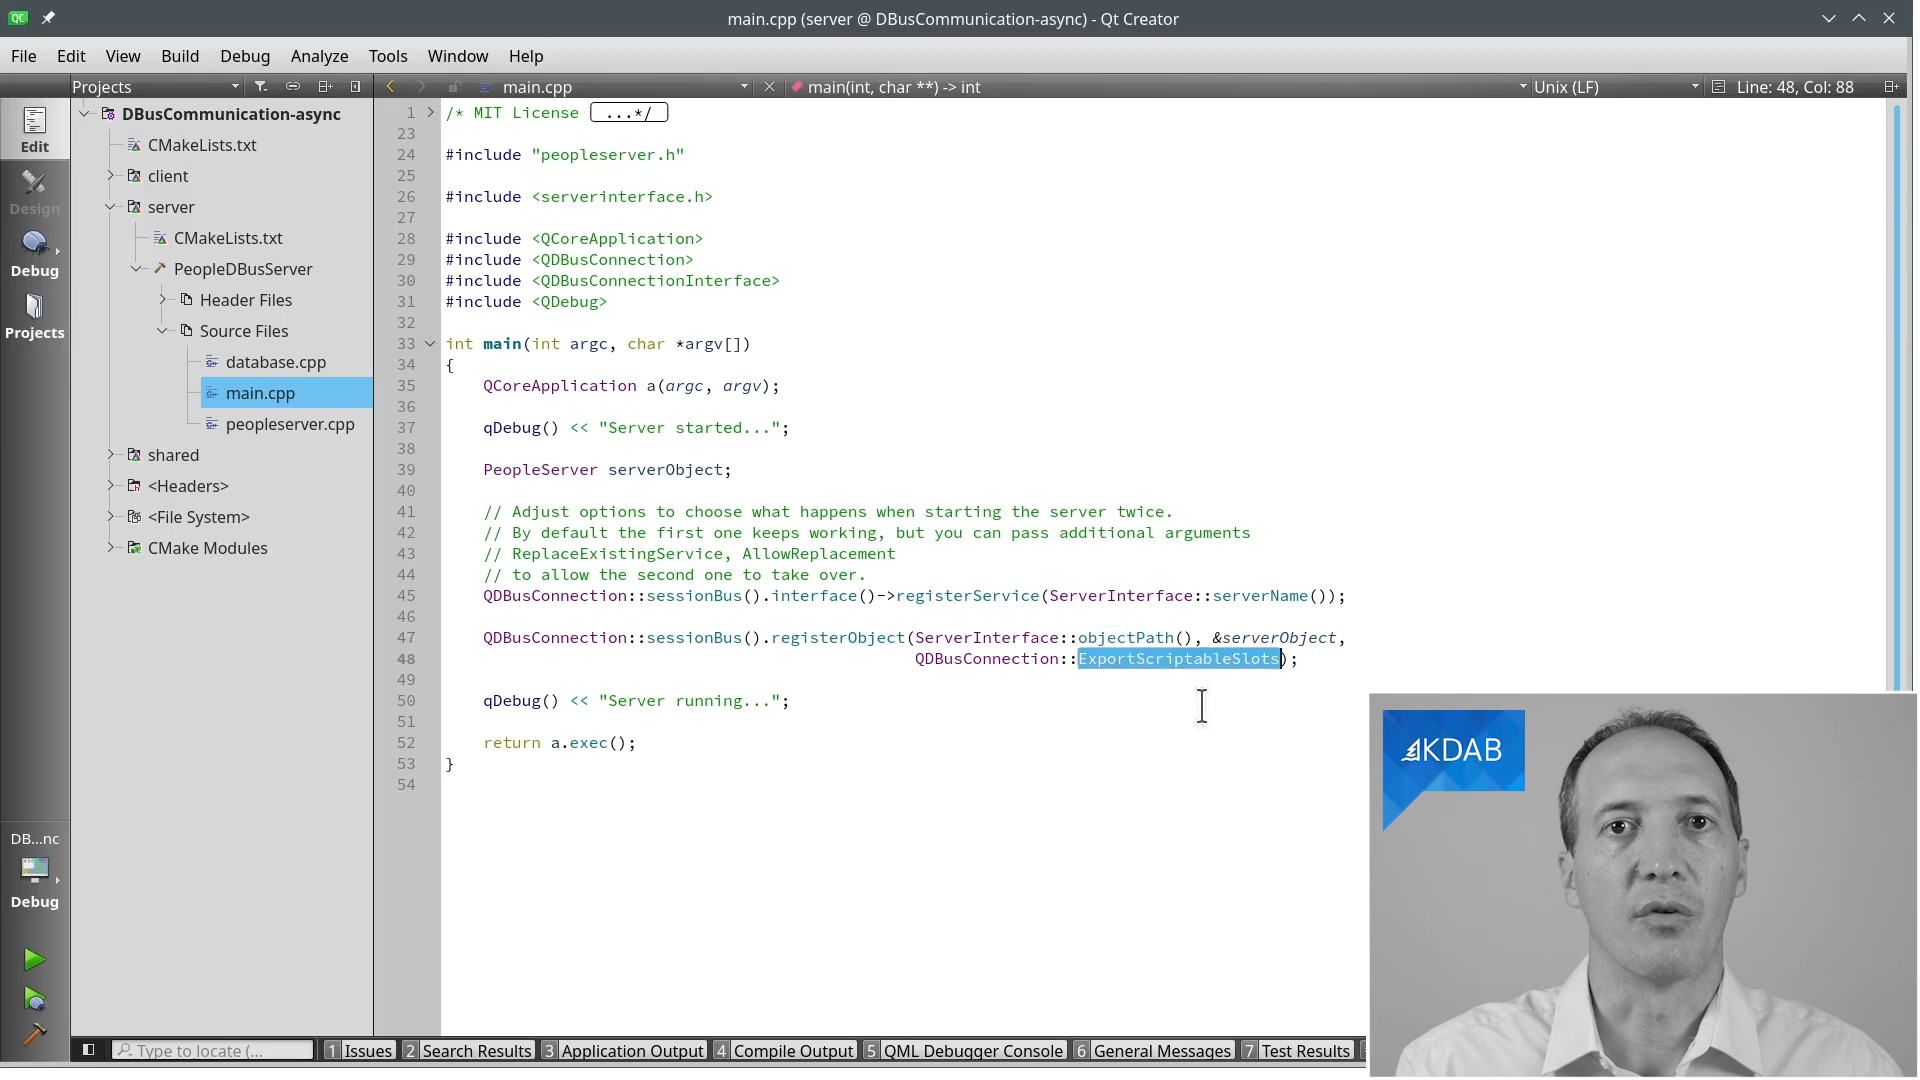 QC
main.cpp (server @ DBusCommunication-async) - Qt Creator
File Edit View Build Debug Analyze Tools Window Help
Projects
main.cpp
main(int, char **) -> int
Unix (LF)
Line: 48, Col: 88
Edit
Design
Debug
Projects
DB...nc
Debug
DBusCommunication-async
CMakeLists.txt
client
server
CMakeLists.txt
PeopleDBusServer
Header Files
Source Files
database.cpp
main.cpp
peopleserver.cpp
shared
<Headers>
<File System>
CMake Modules
1 /* MIT License ...*/
23
24 #include "peopleserver.h"
25
26 #include <serverinterface.h>
27
28 #include <QCoreApplication>
29 #include <QDBusConnection>
30 #include <QDBusConnectionInterface>
31 #include <QDebug>
32
33 int main(int argc, char *argv[])
34 {
35 QCoreApplication a(argc, argv);
36
37 qDebug() << "Server started...";
38
39 PeopleServer serverObject;
40
41 // Adjust options to choose what happens when starting the server twice.
42 // By default the first one keeps working, but you can pass additional arguments
43 // ReplaceExistingService, AllowReplacement
44 // to allow the second one to take over.
45 QDBusConnection::sessionBus().interface()->registerService(ServerInterface::serverName());
46
47 QDBusConnection::sessionBus().registerObject(ServerInterface::objectPath(), &serverObject,
48 QDBusConnection::ExportScriptableSlots);
49
50 qDebug() << "Server running...";
51
52 return a.exec();
53 }
54
KDAB
Type to locate (...
1 Issues 2 Search Results 3 Application Output 4 Compile Output 5 QML Debugger Console 6 General Messages 7 Test Results